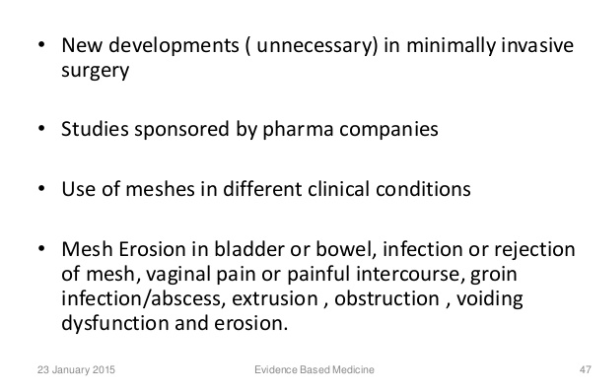 • New developments ( unnecessary) in minimally invasive
surgery
• Studies sponsored by pharma companies
• Use of meshes in different clinical conditions
• Mesh Erosion in bladder or bowel, infection or rejection
of mesh, vaginal pain or painful intercourse, groin
infection/abscess, extrusion , obstruction , voiding
dysfunction and erosion.
23 January 2015 Evidence Based Medicine 47